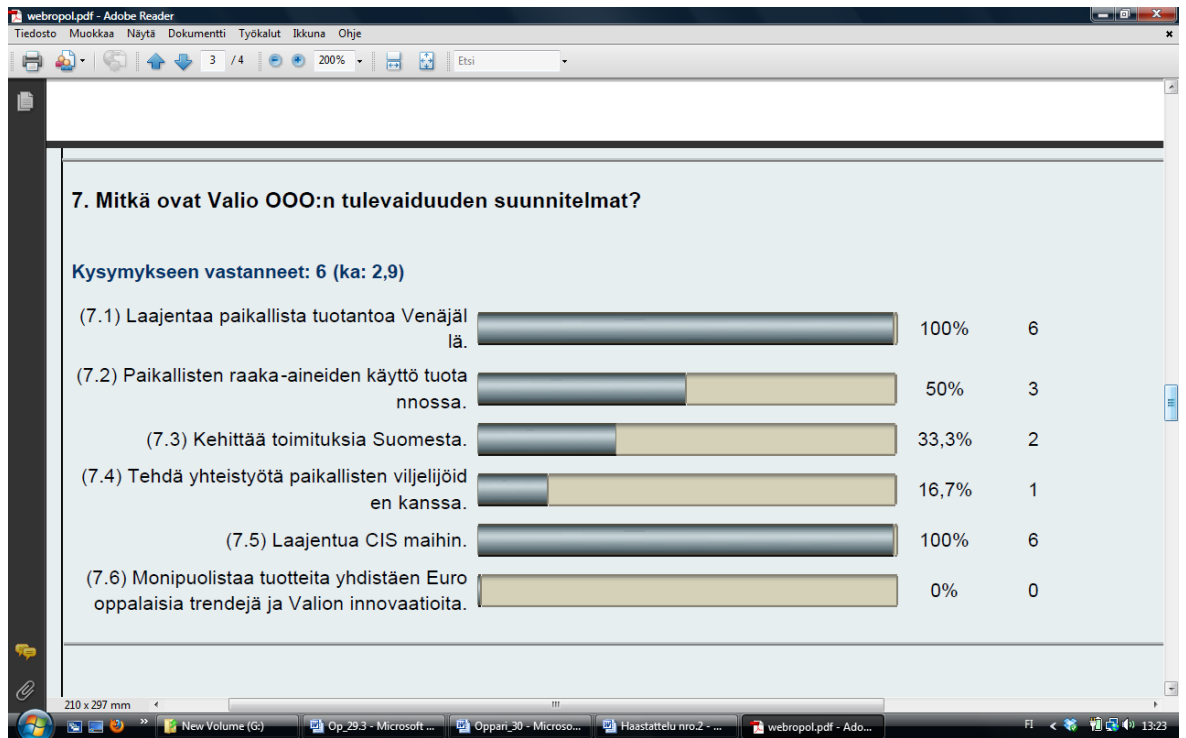 webropol.pdf - Adobe Reader
Tiedosto Muokkaa Näytä Dokumentti Työkalut Ikkuna Ohje
3 / 4 200% Etsi
7. Mitkä ovat Valio OOO:n tulevaiduuden suunnitelmat?
Kysymykseen vastanneet: 6 (ka: 2,9)
(7.1) Laajentaa paikallista tuotantoa Venäjäl
lä. 100% 6
(7.2) Paikallisten raaka-aineiden käyttö tuota
nnossa. 50% 3
(7.3) Kehittää toimituksia Suomesta. 33,3% 2
(7.4) Tehdä yhteistyötä paikallisten viljelijöid
en kanssa. 16,7% 1
(7.5) Laajentua CIS maihin. 100% 6
(7.6) Monipuolistaa tuotteita yhdistäen Euro
oppalaisia trendejä ja Valion innovaatioita. 0% 0
210 x 297 mm
New Volume (G:) Op_29.3 - Microsoft ... Oppari_30 - Microso... Haastattelu nro.2 - ... webropol.pdf - Ado... FI 13:23